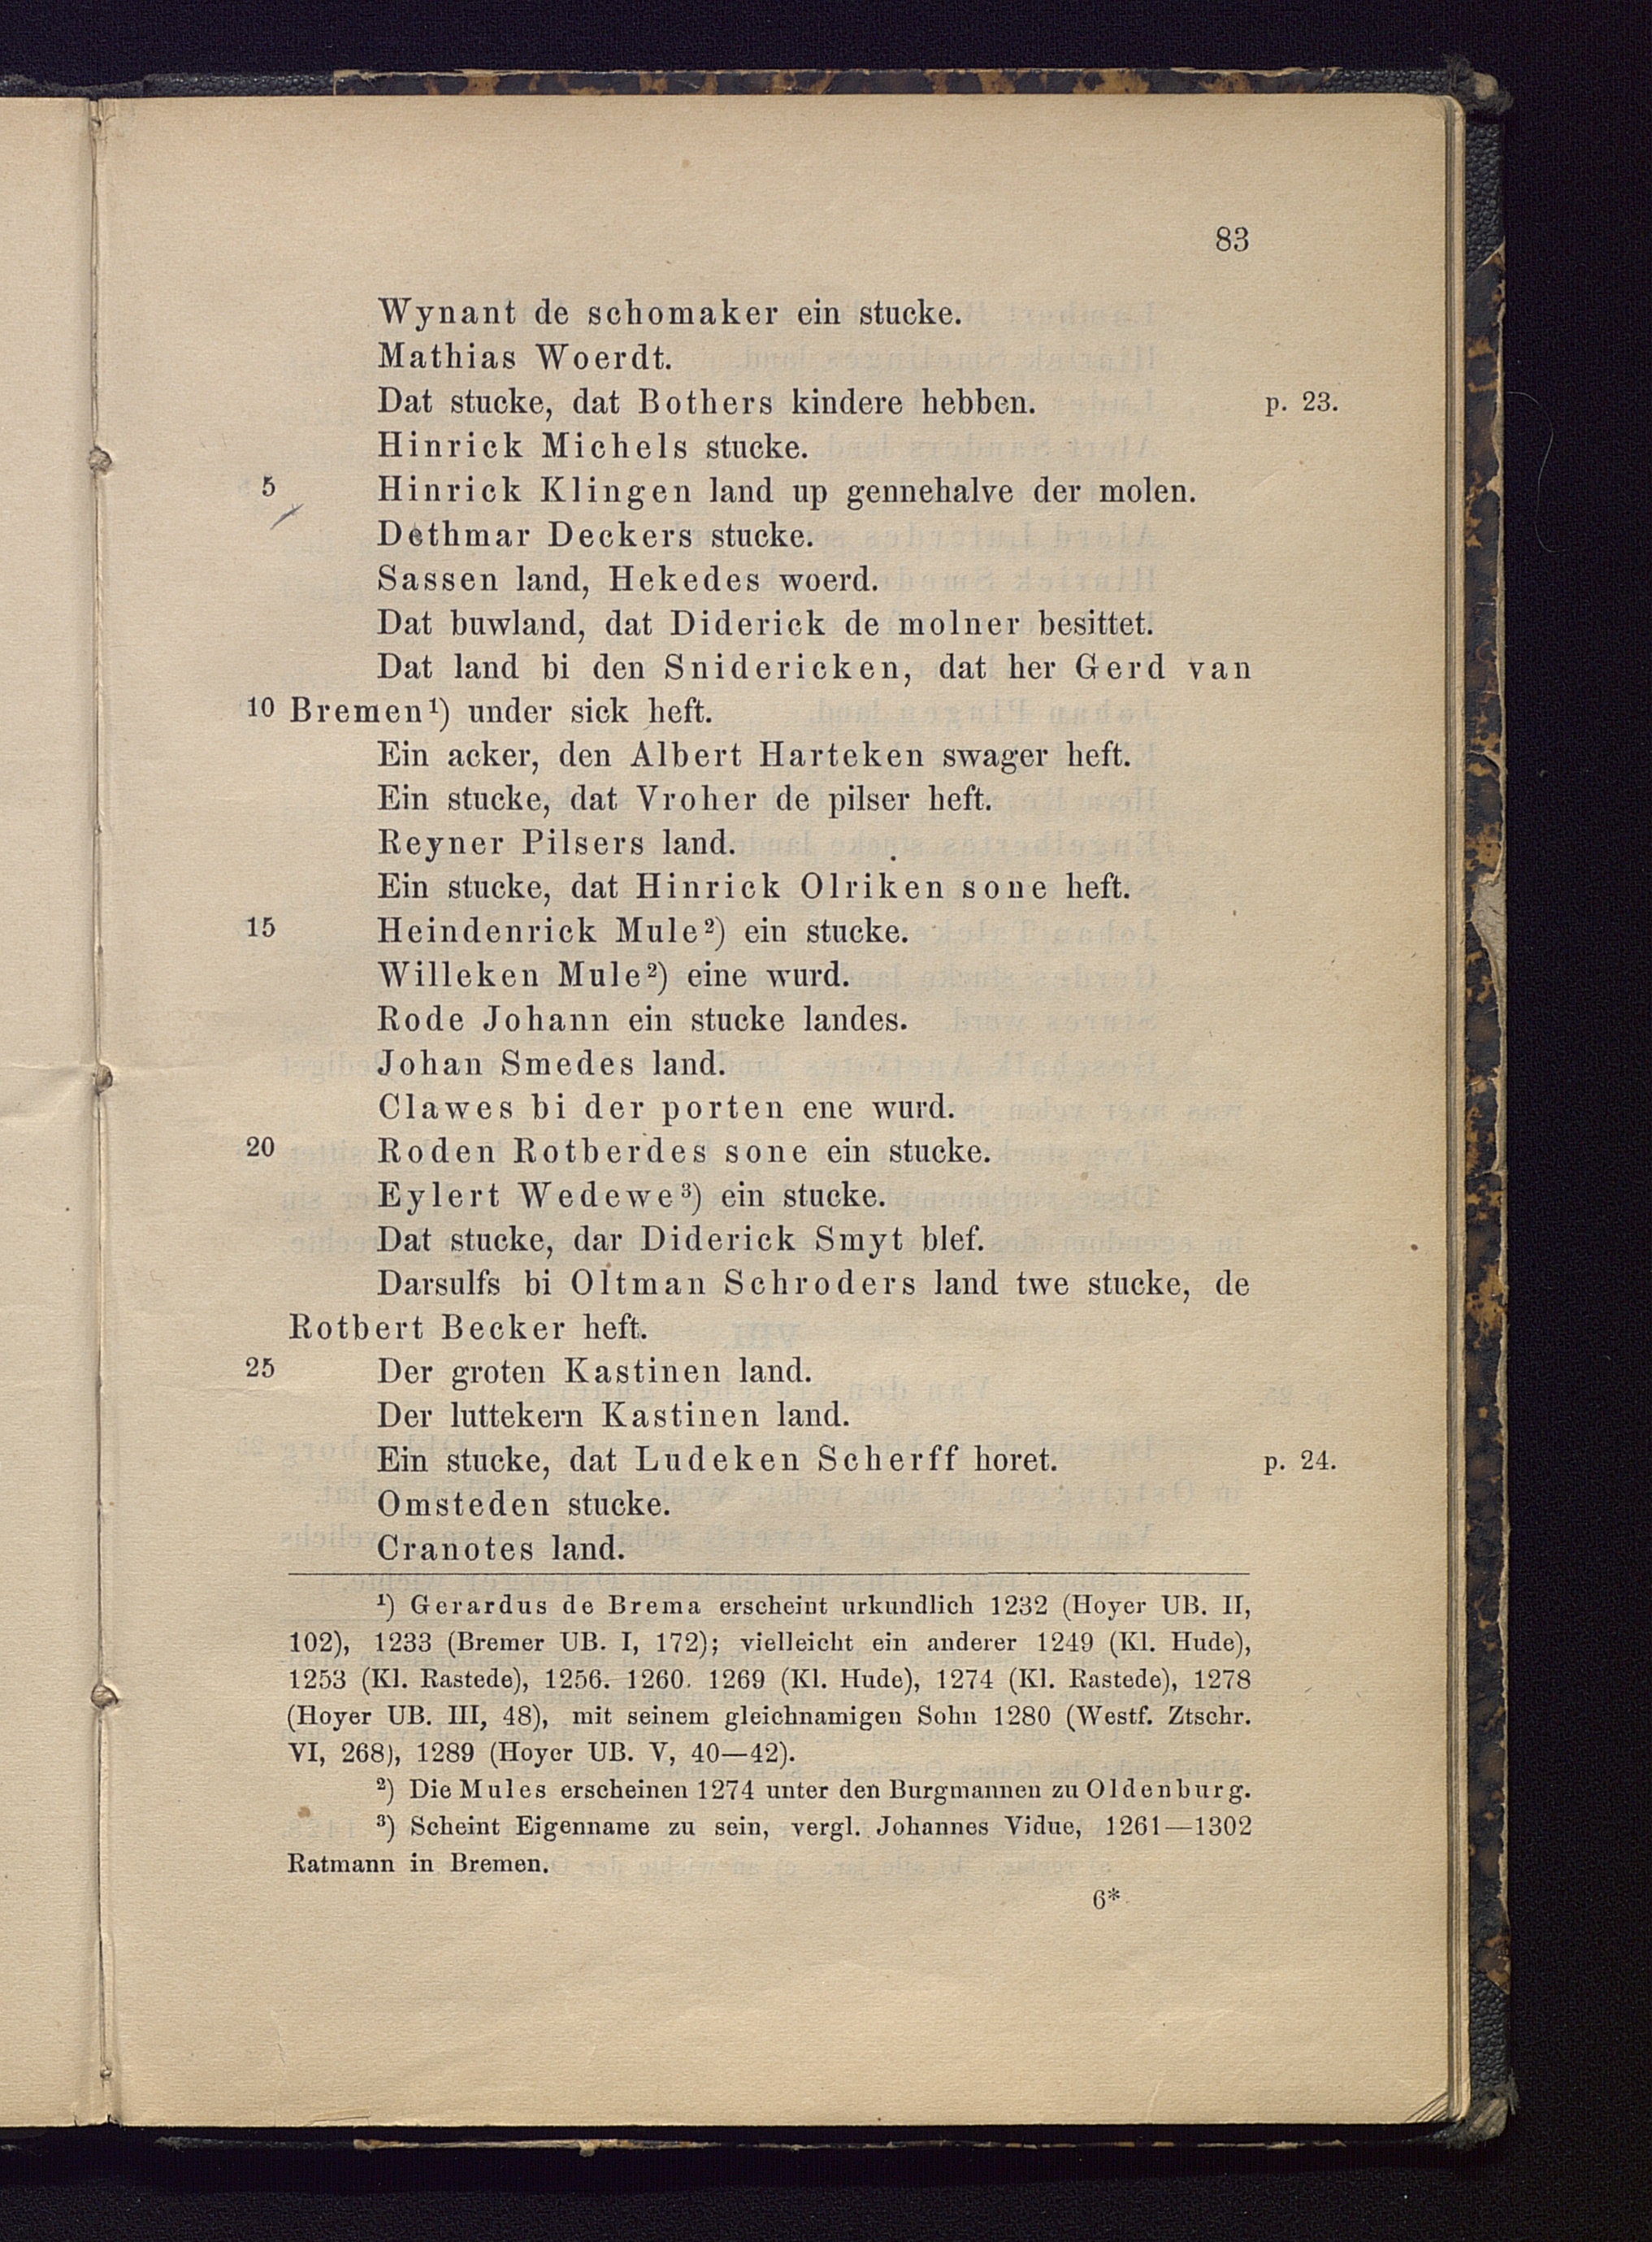 83
Wynant de schomaker ein stucke.
Mathias Woerdt.
Dat stucke, dat Bothers kindere hebben. p. 23.
Hinrick Michels stucke.
5 Hinrick Klingen land up gennehalve der molen.
Dethmar Deckers stucke.
Sassen land, Hekedes woerd.
Dat buwland, dat Diderick de molner besittet.
Dat land bi den Snidericken, dat her Gerd van
10 Bremen¹) under sick heft.
Ein acker, den Albert Harteken swager heft.
Ein stucke, dat Vroher de pilser heft.
Reyner Pilsers land.
Ein stucke, dat Hinrick Olriken sone heft.
15 Heindenrick Mule²) ein stucke.
Willeken Mule²) eine wurd.
Rode Johann ein stucke landes.
Johan Smedes land.
Clawes bi der porten ene wurd.
20 Roden Rotberdes sone ein stucke.
Eylert Wedewe³) ein stucke.
Dat stucke, dar Diderick Smyt blef.
Darsulfs bi Oltman Schroders land twe stucke, de
Rotbert Becker heft.
25 Der groten Kastinen land.
Der luttekern Kastinen land.
Ein stucke, dat Ludeken Scherff horet. p. 24.
Omsteden stucke.
Cranotes land.
¹) Gerardus de Brema erscheint urkundlich 1232 (Hoyer UB. II,
102), 1233 (Bremer UB. I, 172); vielleicht ein anderer 1249 (Kl. Hude),
1253 (Kl. Rastede), 1256. 1260. 1269 (Kl. Hude), 1274 (Kl. Rastede), 1278
(Hoyer UB. III, 48), mit seinem gleichnamigen Sohn 1280 (Westf. Ztschr.
VI, 268), 1289 (Hoyer UB. V, 40—42).
²) Die Mules erscheinen 1274 unter den Burgmannen zu Oldenburg.
³) Scheint Eigenname zu sein, vergl. Johannes Vidue, 1261—1302
Ratmann in Bremen.
6*